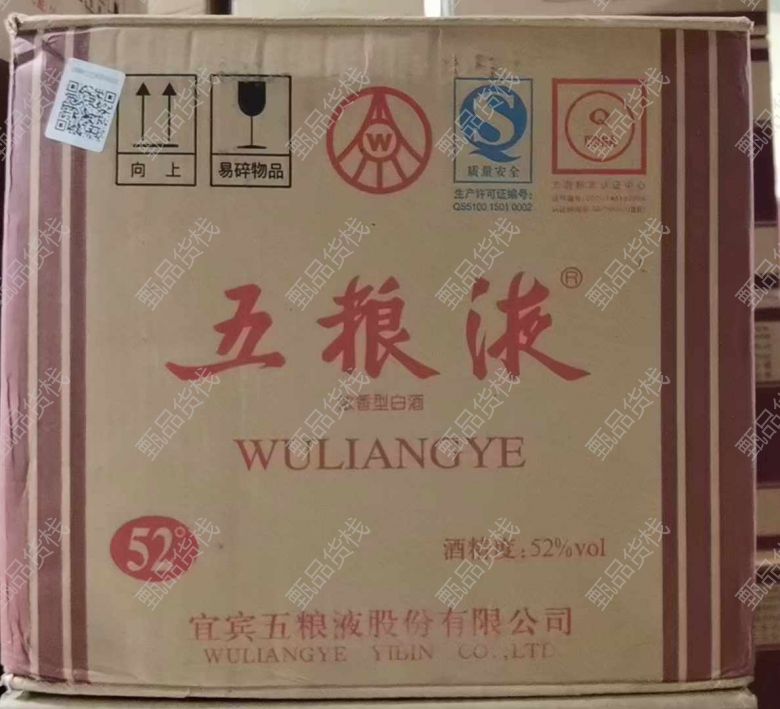 向 上
易碎物品
W
质量安全
生产许可证编号:
QS5100 1501 0002
Q
五粮液®
浓香型白酒
WULIANGYE
52°
酒精度:52%vol
宜宾五粮液股份有限公司
WULIANGYE YIBIN CO.,LTD.
甄品货栈